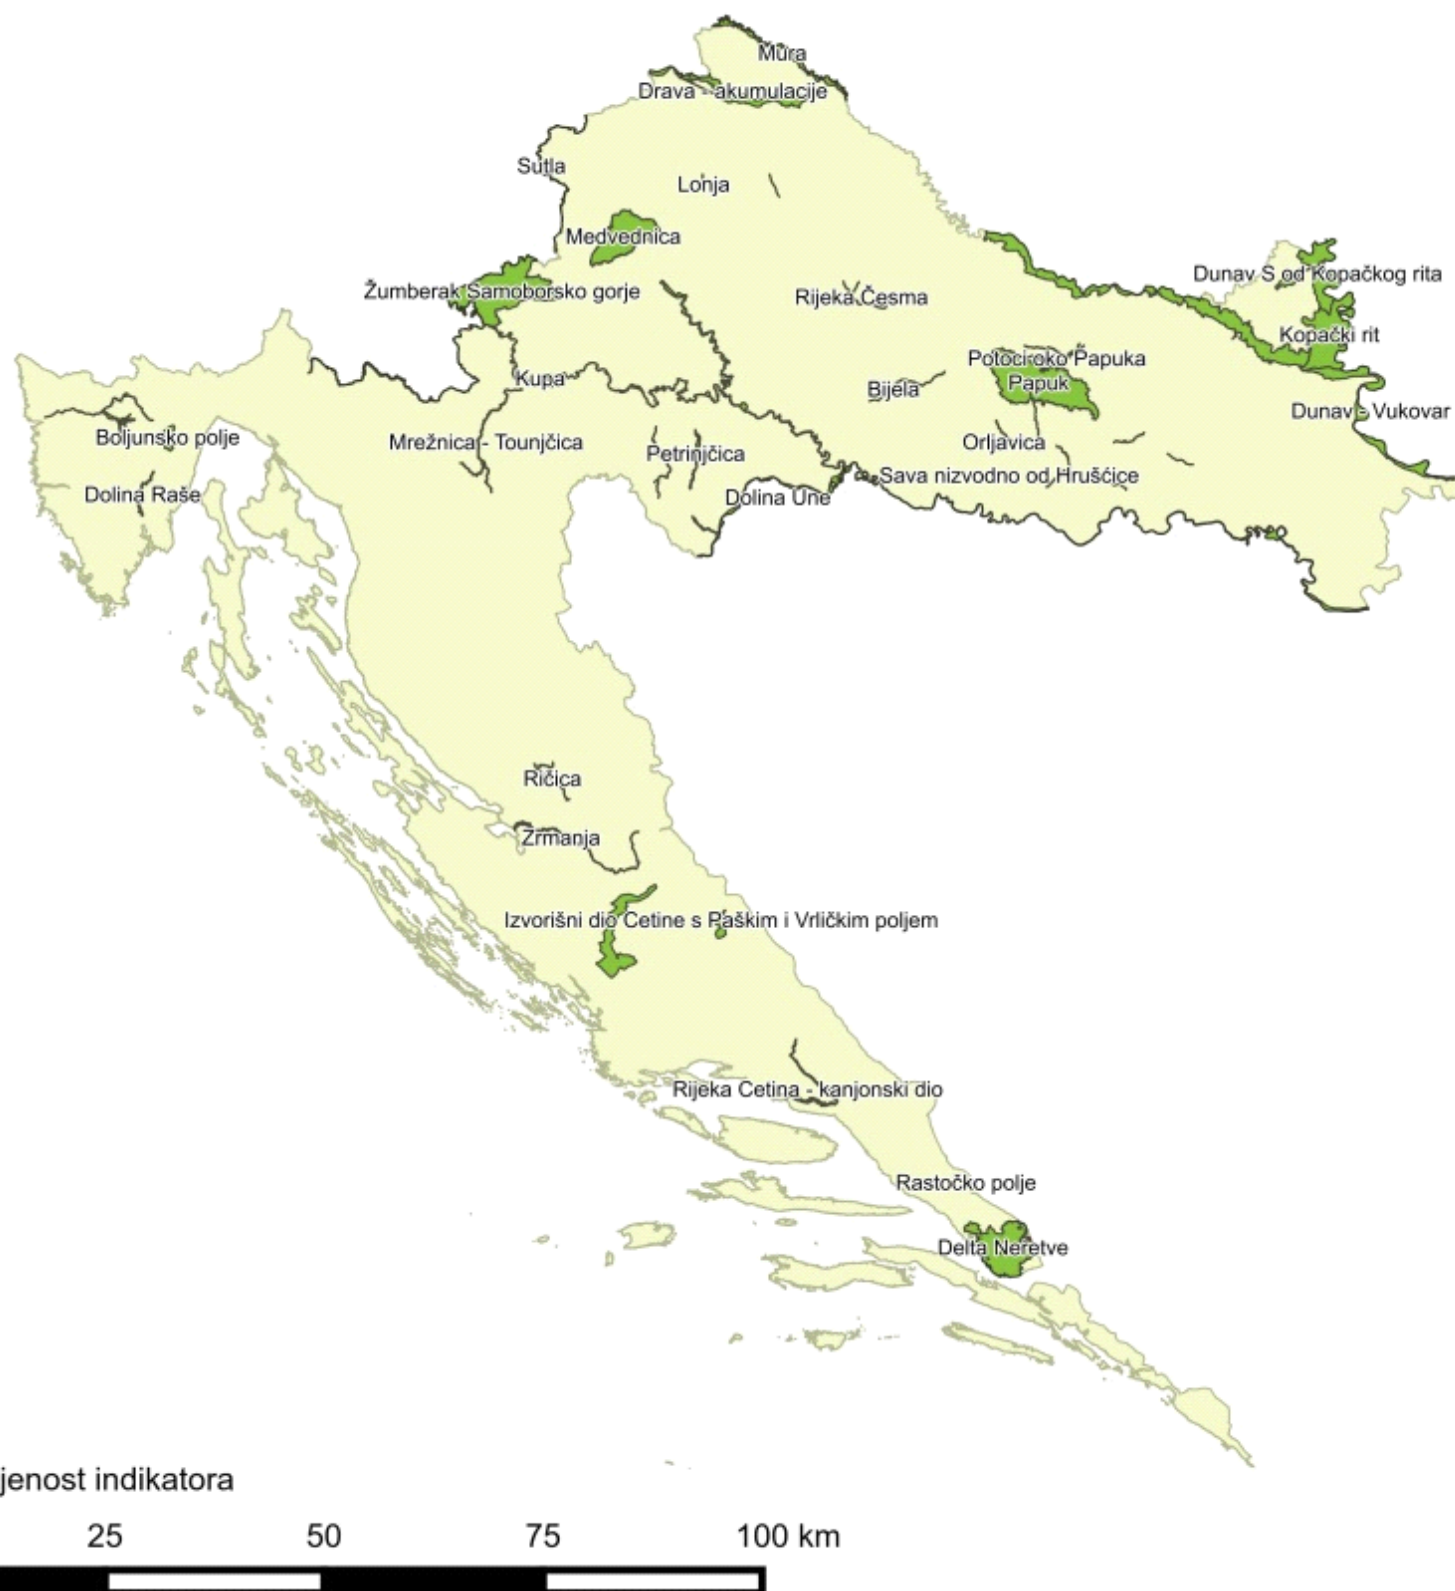 Mura
Drava - akumulacije
Sutla
Lonja
Medvednica
Dunav S od Kopačkog rita
Žumberak Samoborsko gorje
Rijeka Česma
Kopački rit
Potoci oko Papuka
Kupa
Papuk
Bijela
Dunav - Vukovar
Boljunsko polje
Mrežnica - Tounjčica
Orljavica
Petrinjčica
Sava nizvodno od Hrušćice
Dolina Raše
Dolina Une
Ričica
Zrmanja
Izvorišni dio Cetine s Paškim i Vrličkim poljem
Rijeka Cetina - kanjonski dio
Rastočko polje
Delta Neretve
jenost indikatora
25 50 75 100 km